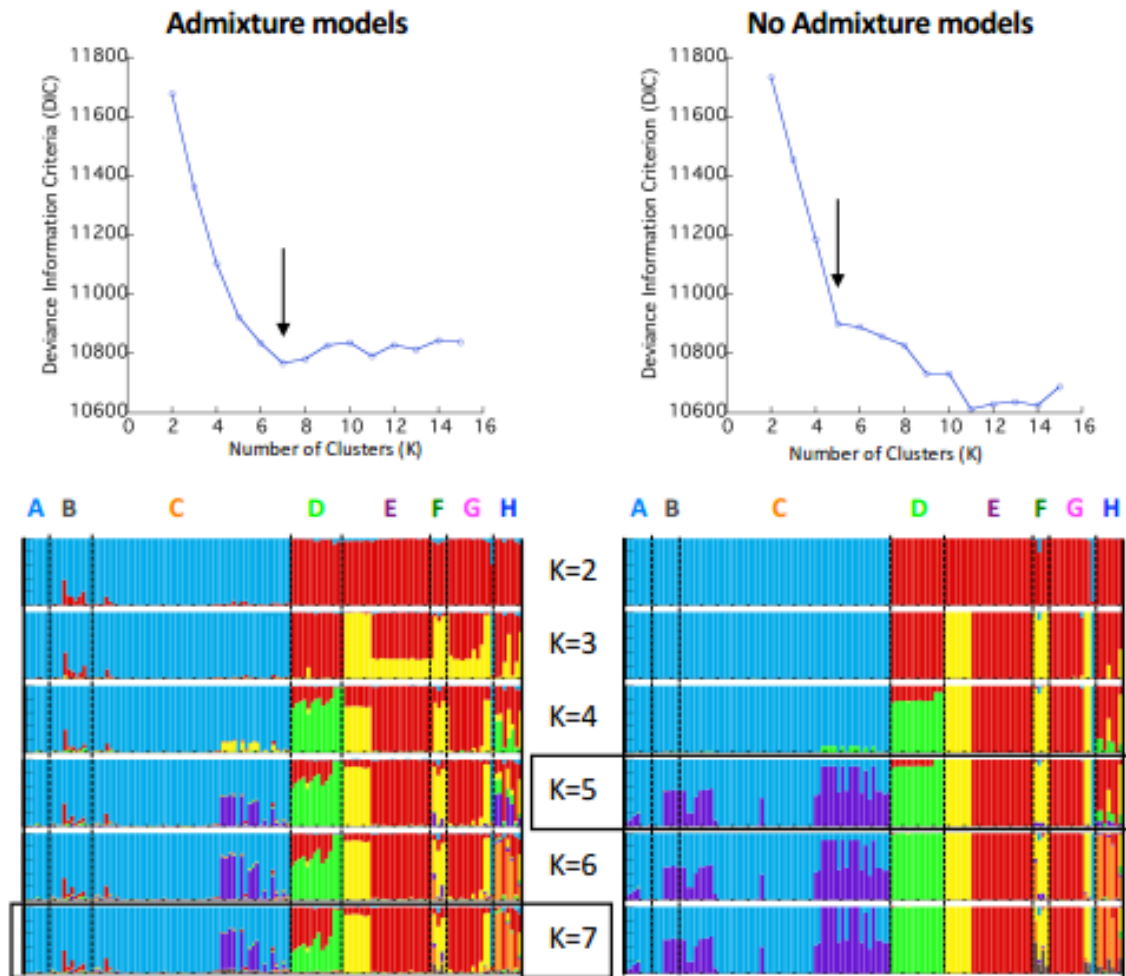 Admixture models
No Admixture models
Deviance Information Criteria (DIC)
11800
11600
11400
11200
11000
10800
10600
0 2 4 6 8 10 12 14 16
Number of Clusters (K)
Deviance Information Criterion (DIC)
11800
11600
11400
11200
11000
10800
10600
0 2 4 6 8 10 12 14 16
Number of Clusters (K)
A B C D E F G H
A B C D E F G H
K=2
K=3
K=4
K=5
K=6
K=7